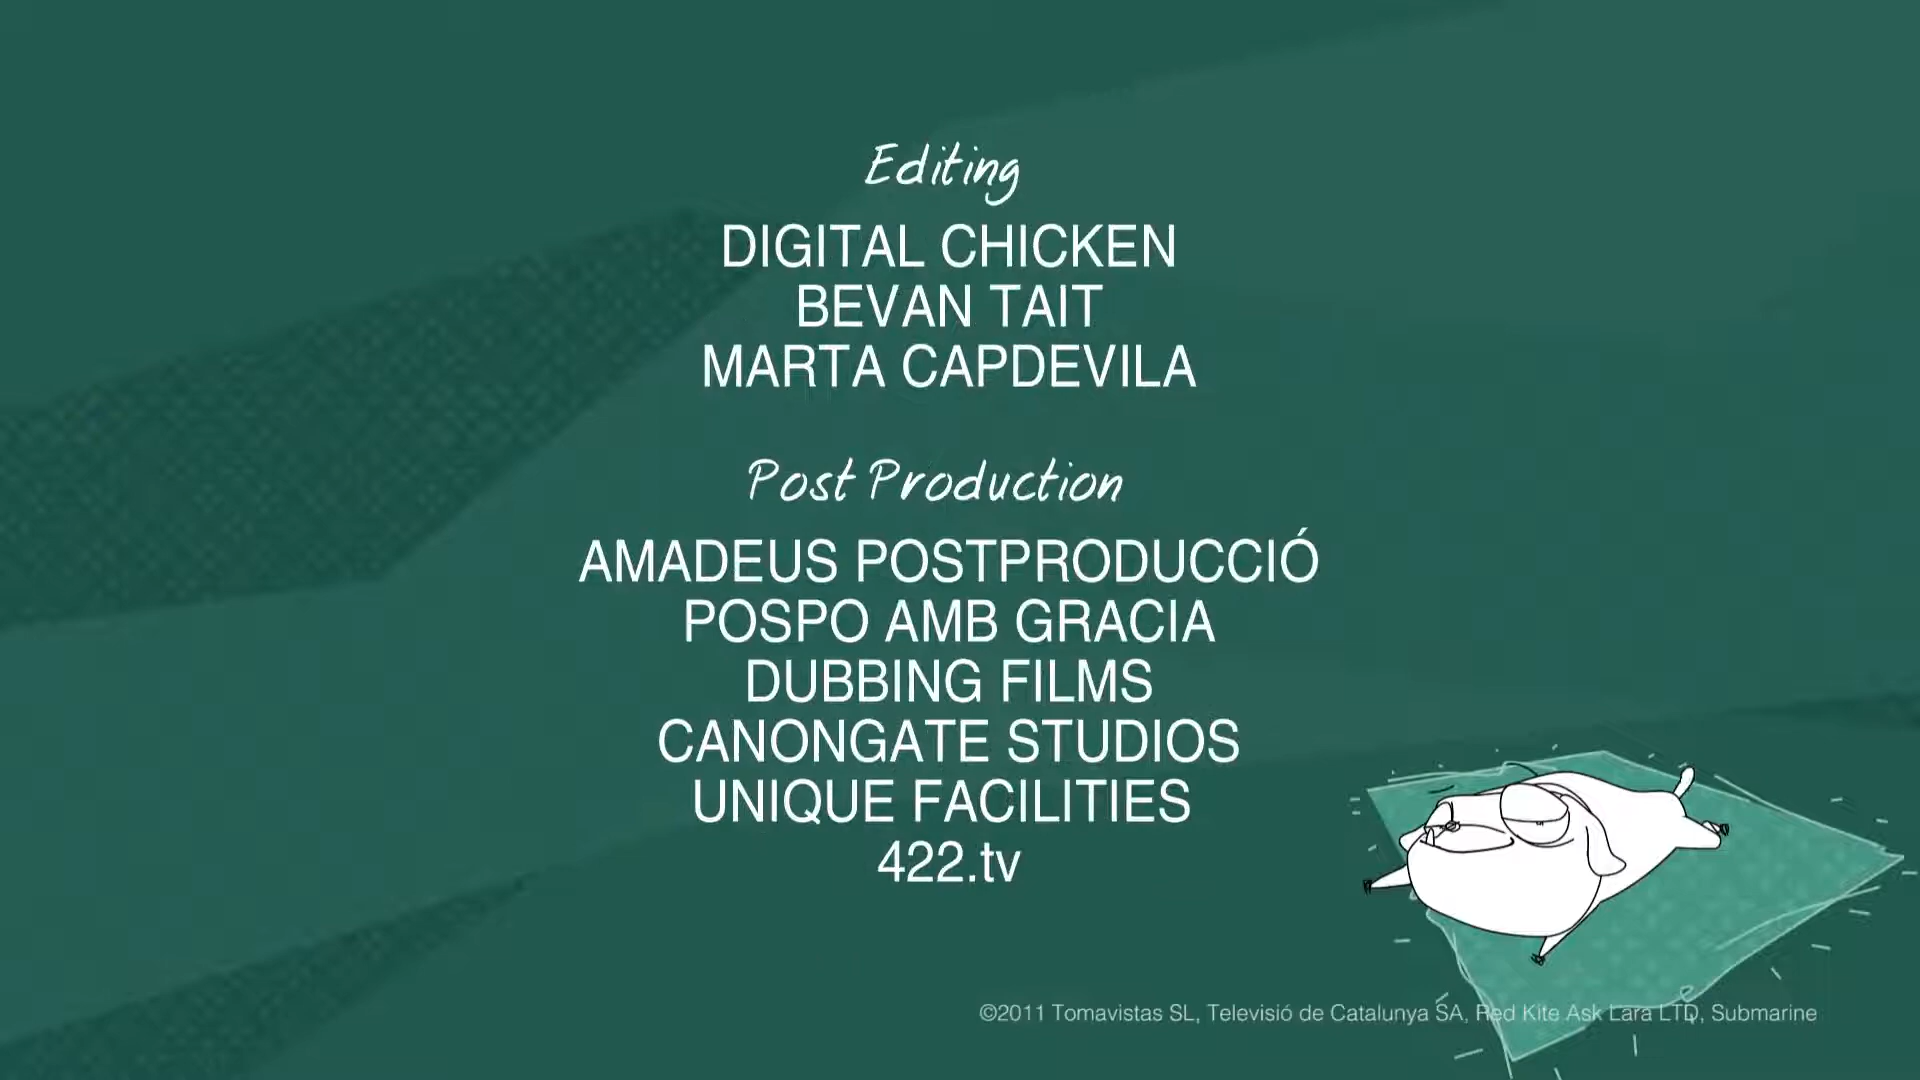 Editing
DIGITAL CHICKEN
BEVAN TAIT
MARTA CAPDEVILA
Post Production
AMADEUS POSTPRODUCCIÓ
POSPO AMB GRACIA
DUBBING FILMS
CANONGATE STUDIOS
UNIQUE FACILITIES
422.tv
©2011 Tomavistas SL, Televisió de Catalunya SA, Red Kite Ask Lara LTD, Submarine